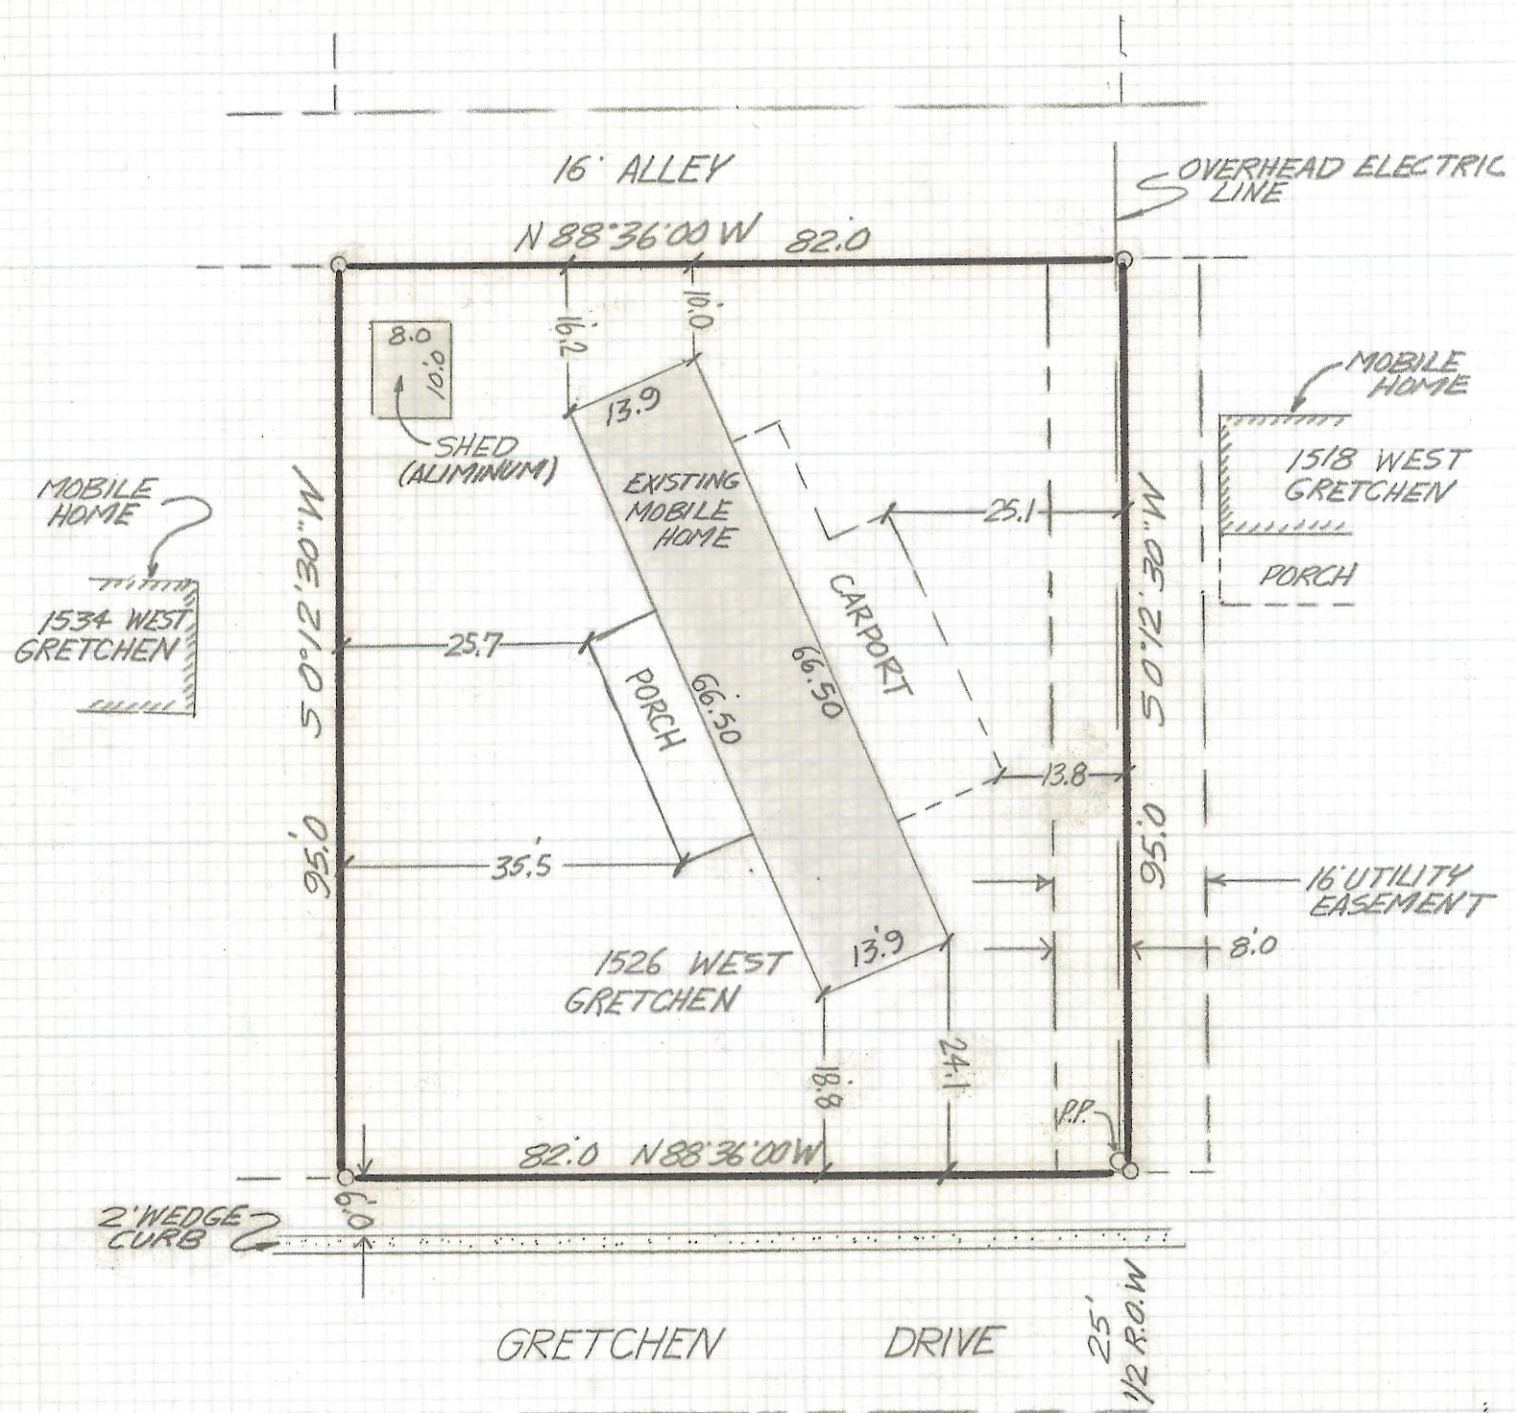 16' ALLEY
OVERHEAD ELECTRIC
LINE
N 88°36'00 W 82.'0
10.'0
16.'2
8.'0
10.'0
13.9
SHED
(ALIMINUM)
MOBILE
HOME
1518 WEST
GRETCHEN
PORCH
EXISTING
MOBILE
HOME
MOBILE
HOME
1534 WEST
GRETCHEN
S 0°12'30" W
95.'0
25.1
S 0°12'30" W
95.'0
CARPORT
25.7
PORCH
66.'50
66.'50
13.8
35.'5
16' UTILITY
EASEMENT
8.'0
13.'9
1526 WEST
GRETCHEN
18.'8
24.'1
P.P.
82.'0 N 88°36'00 W
6.'0
2' WEDGE
CURB
GRETCHEN DRIVE
25'
1/2 R.O.W